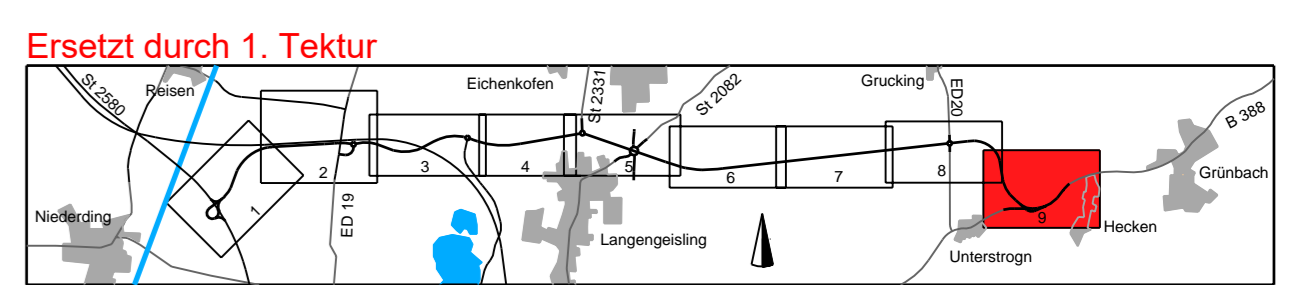 Ersetzt durch 1. Tektur
St 2580
Reisen
Eichenkofen
St 2331
St 2082
Grucking
ED20
B 388
Grünbach
Niederding
1
2
ED 19
3
4
5
6
7
8
9
Hecken
Langengeisling
Unterstrogn